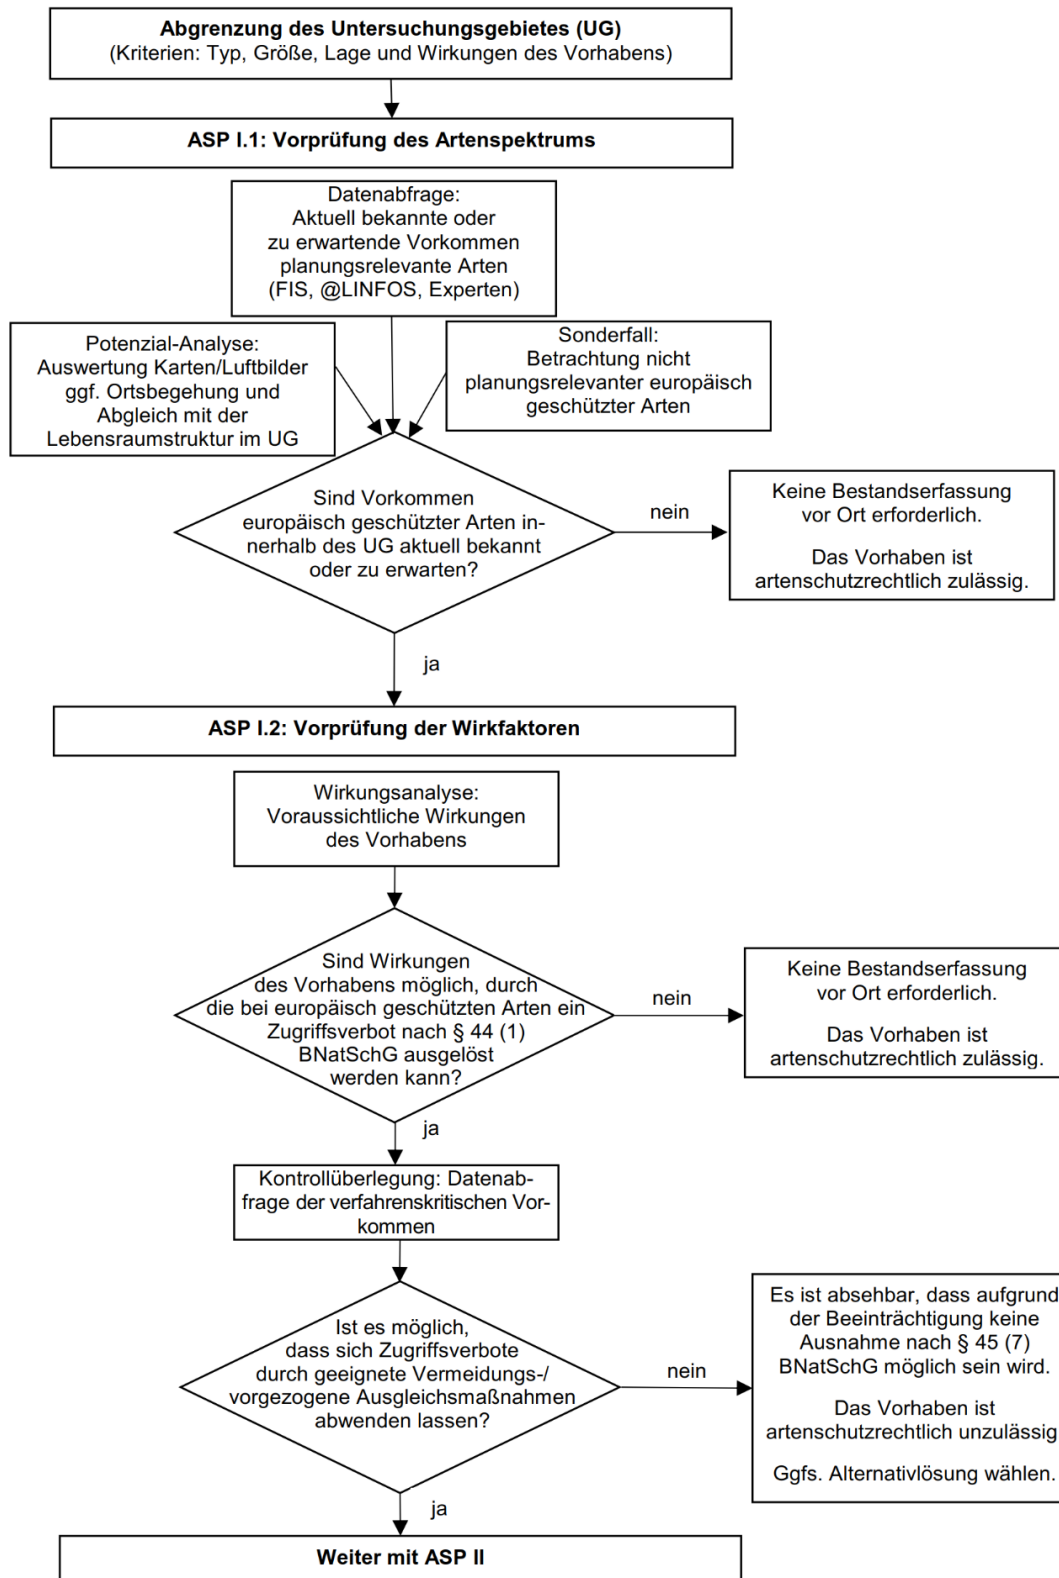 Abgrenzung des Untersuchungsgebietes (UG)
(Kriterien: Typ, Größe, Lage und Wirkungen des Vorhabens)
ASP I.1: Vorprüfung des Artenspektrums
Datenabfrage:
Aktuell bekannte oder
zu erwartende Vorkommen
planungsrelevante Arten
(FIS, @LINFOS, Experten)
Potenzial-Analyse:
Auswertung Karten/Luftbilder
ggf. Ortsbegehung und
Abgleich mit der
Lebensraumstruktur im UG
Sonderfall:
Betrachtung nicht
planungsrelevanter europäisch
geschützter Arten
Sind Vorkommen
europäisch geschützter Arten in-
nerhalb des UG aktuell bekannt
oder zu erwarten?
nein
Keine Bestandserfassung
vor Ort erforderlich.
Das Vorhaben ist
artenschutzrechtlich zulässig.
ja
ASP I.2: Vorprüfung der Wirkfaktoren
Wirkungsanalyse:
Voraussichtliche Wirkungen
des Vorhabens
Sind Wirkungen
des Vorhabens möglich, durch
die bei europäisch geschützten Arten ein
Zugriffsverbot nach § 44 (1)
BNatSchG ausgelöst
werden kann?
nein
Keine Bestandserfassung
vor Ort erforderlich.
Das Vorhaben ist
artenschutzrechtlich zulässig.
ja
Kontrollüberlegung: Datenab-
frage der verfahrenskritischen Vor-
kommen
Ist es möglich,
dass sich Zugriffsverbote
durch geeignete Vermeidungs-/
vorgezogene Ausgleichsmaßnahmen
abwenden lassen?
nein
Es ist absehbar, dass aufgrund
der Beeinträchtigung keine
Ausnahme nach § 45 (7)
BNatSchG möglich sein wird.
Das Vorhaben ist
artenschutzrechtlich unzulässig
Ggfs. Alternativlösung wählen.
ja
Weiter mit ASP II